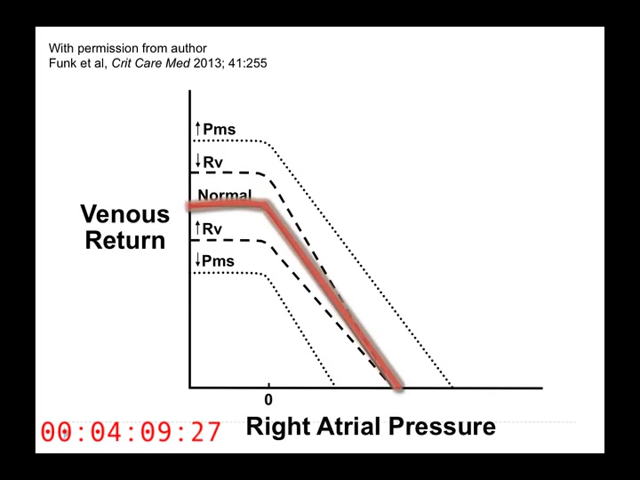 With permission from author
Funk et al, Crit Care Med 2013; 41:255
↑Pms
↓Rv
Normal
Venous
Return
↑Rv
↓Pms
0
00:04:09:27
Right Atrial Pressure